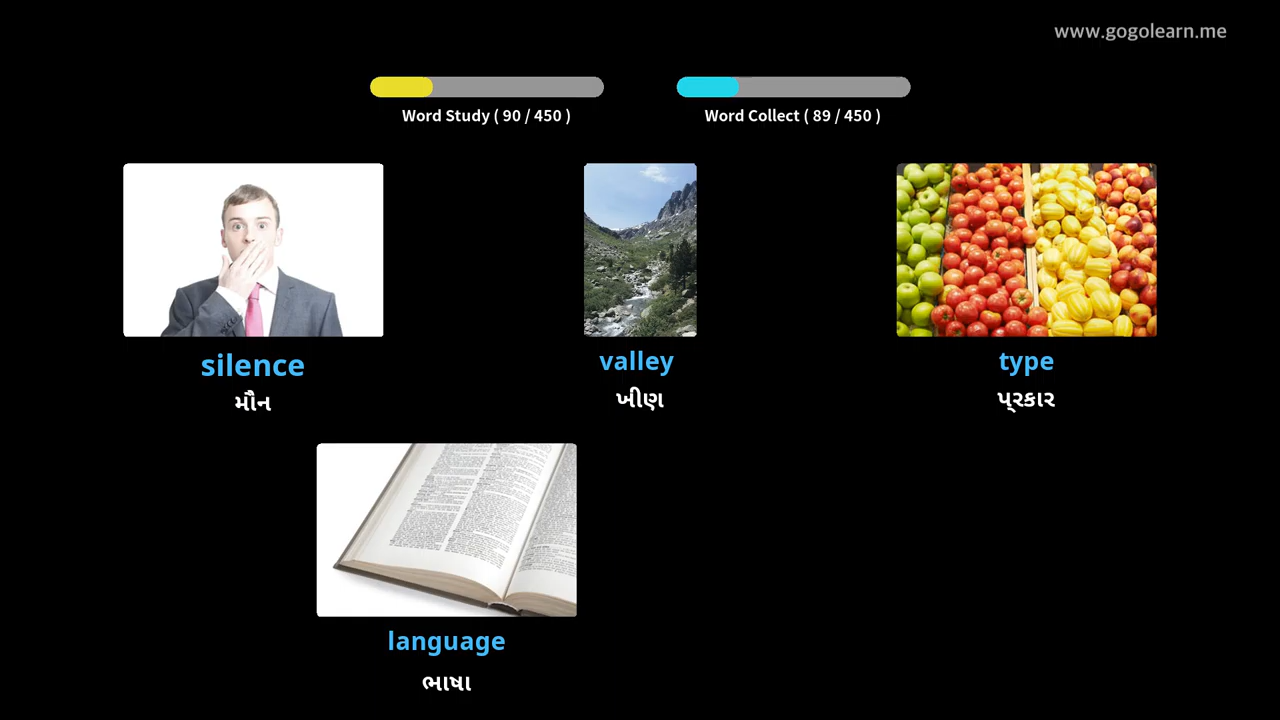 www.gogolearn.me
Word Study ( 90 / 450 )
Word Collect ( 89 / 450 )
silence
valley
type
મૌન
ખીણ
પ્રકાર
language
ભાષા